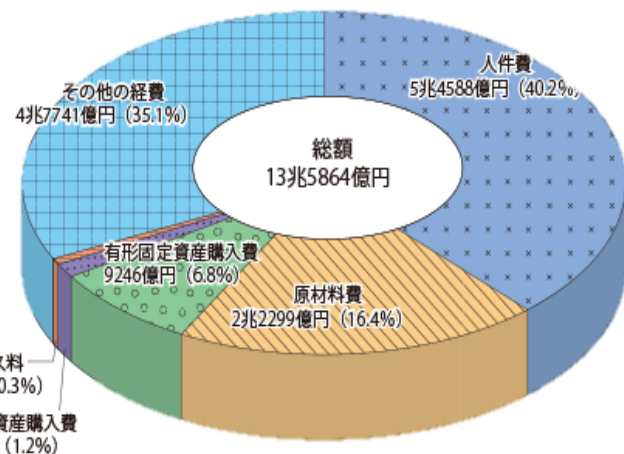 人件費
5兆4588億円（40.2%）
その他の経費
4兆7741億円（35.1%）
総額
13兆5864億円
有形固定資産購入費
9246億円（6.8%）
原材料費
2兆2299億円（16.4%）
料
0.3%）
資産購入費
（1.2%）